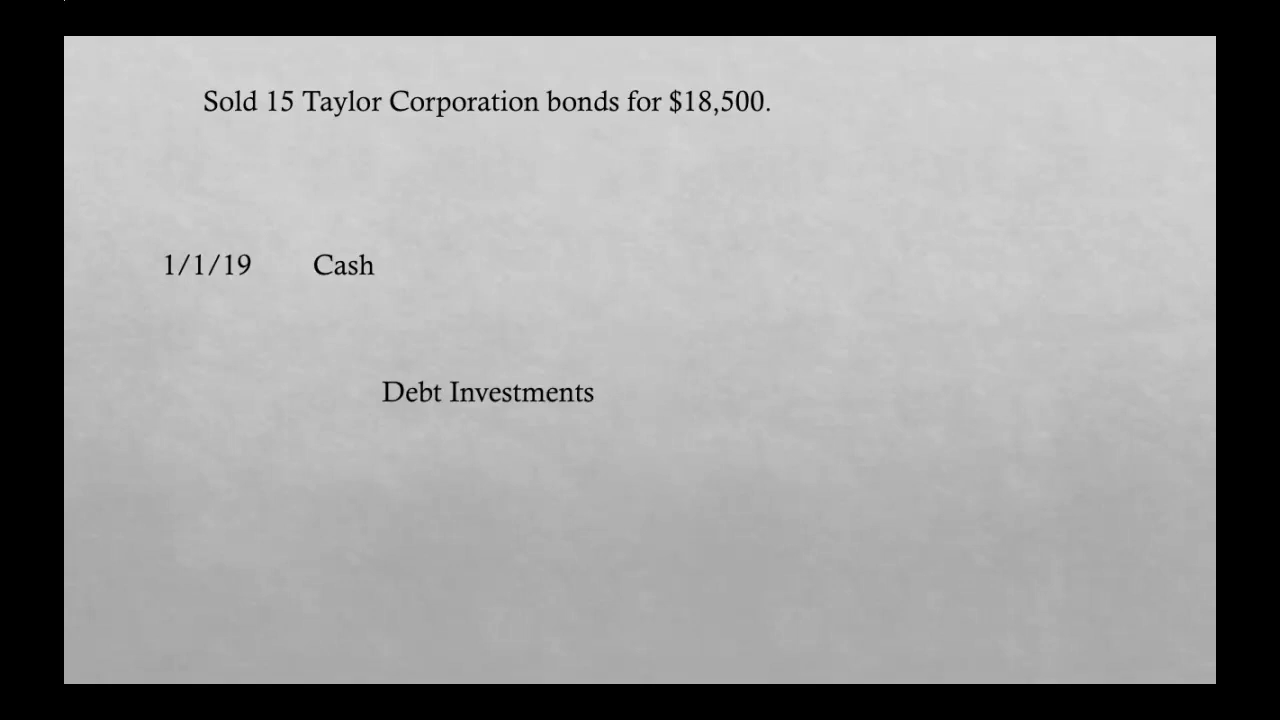 Sold 15 Taylor Corporation bonds for $18,500.
1/1/19 Cash
Debt Investments